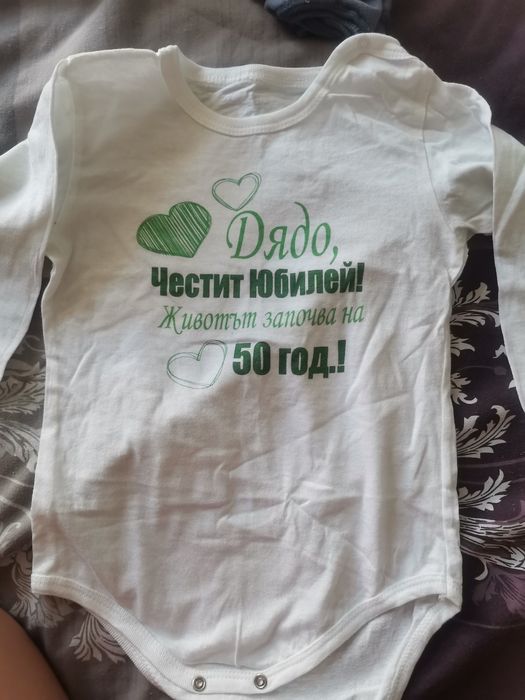 Дядо,
Честит Юбилей!
Животът започва на
50 год.!